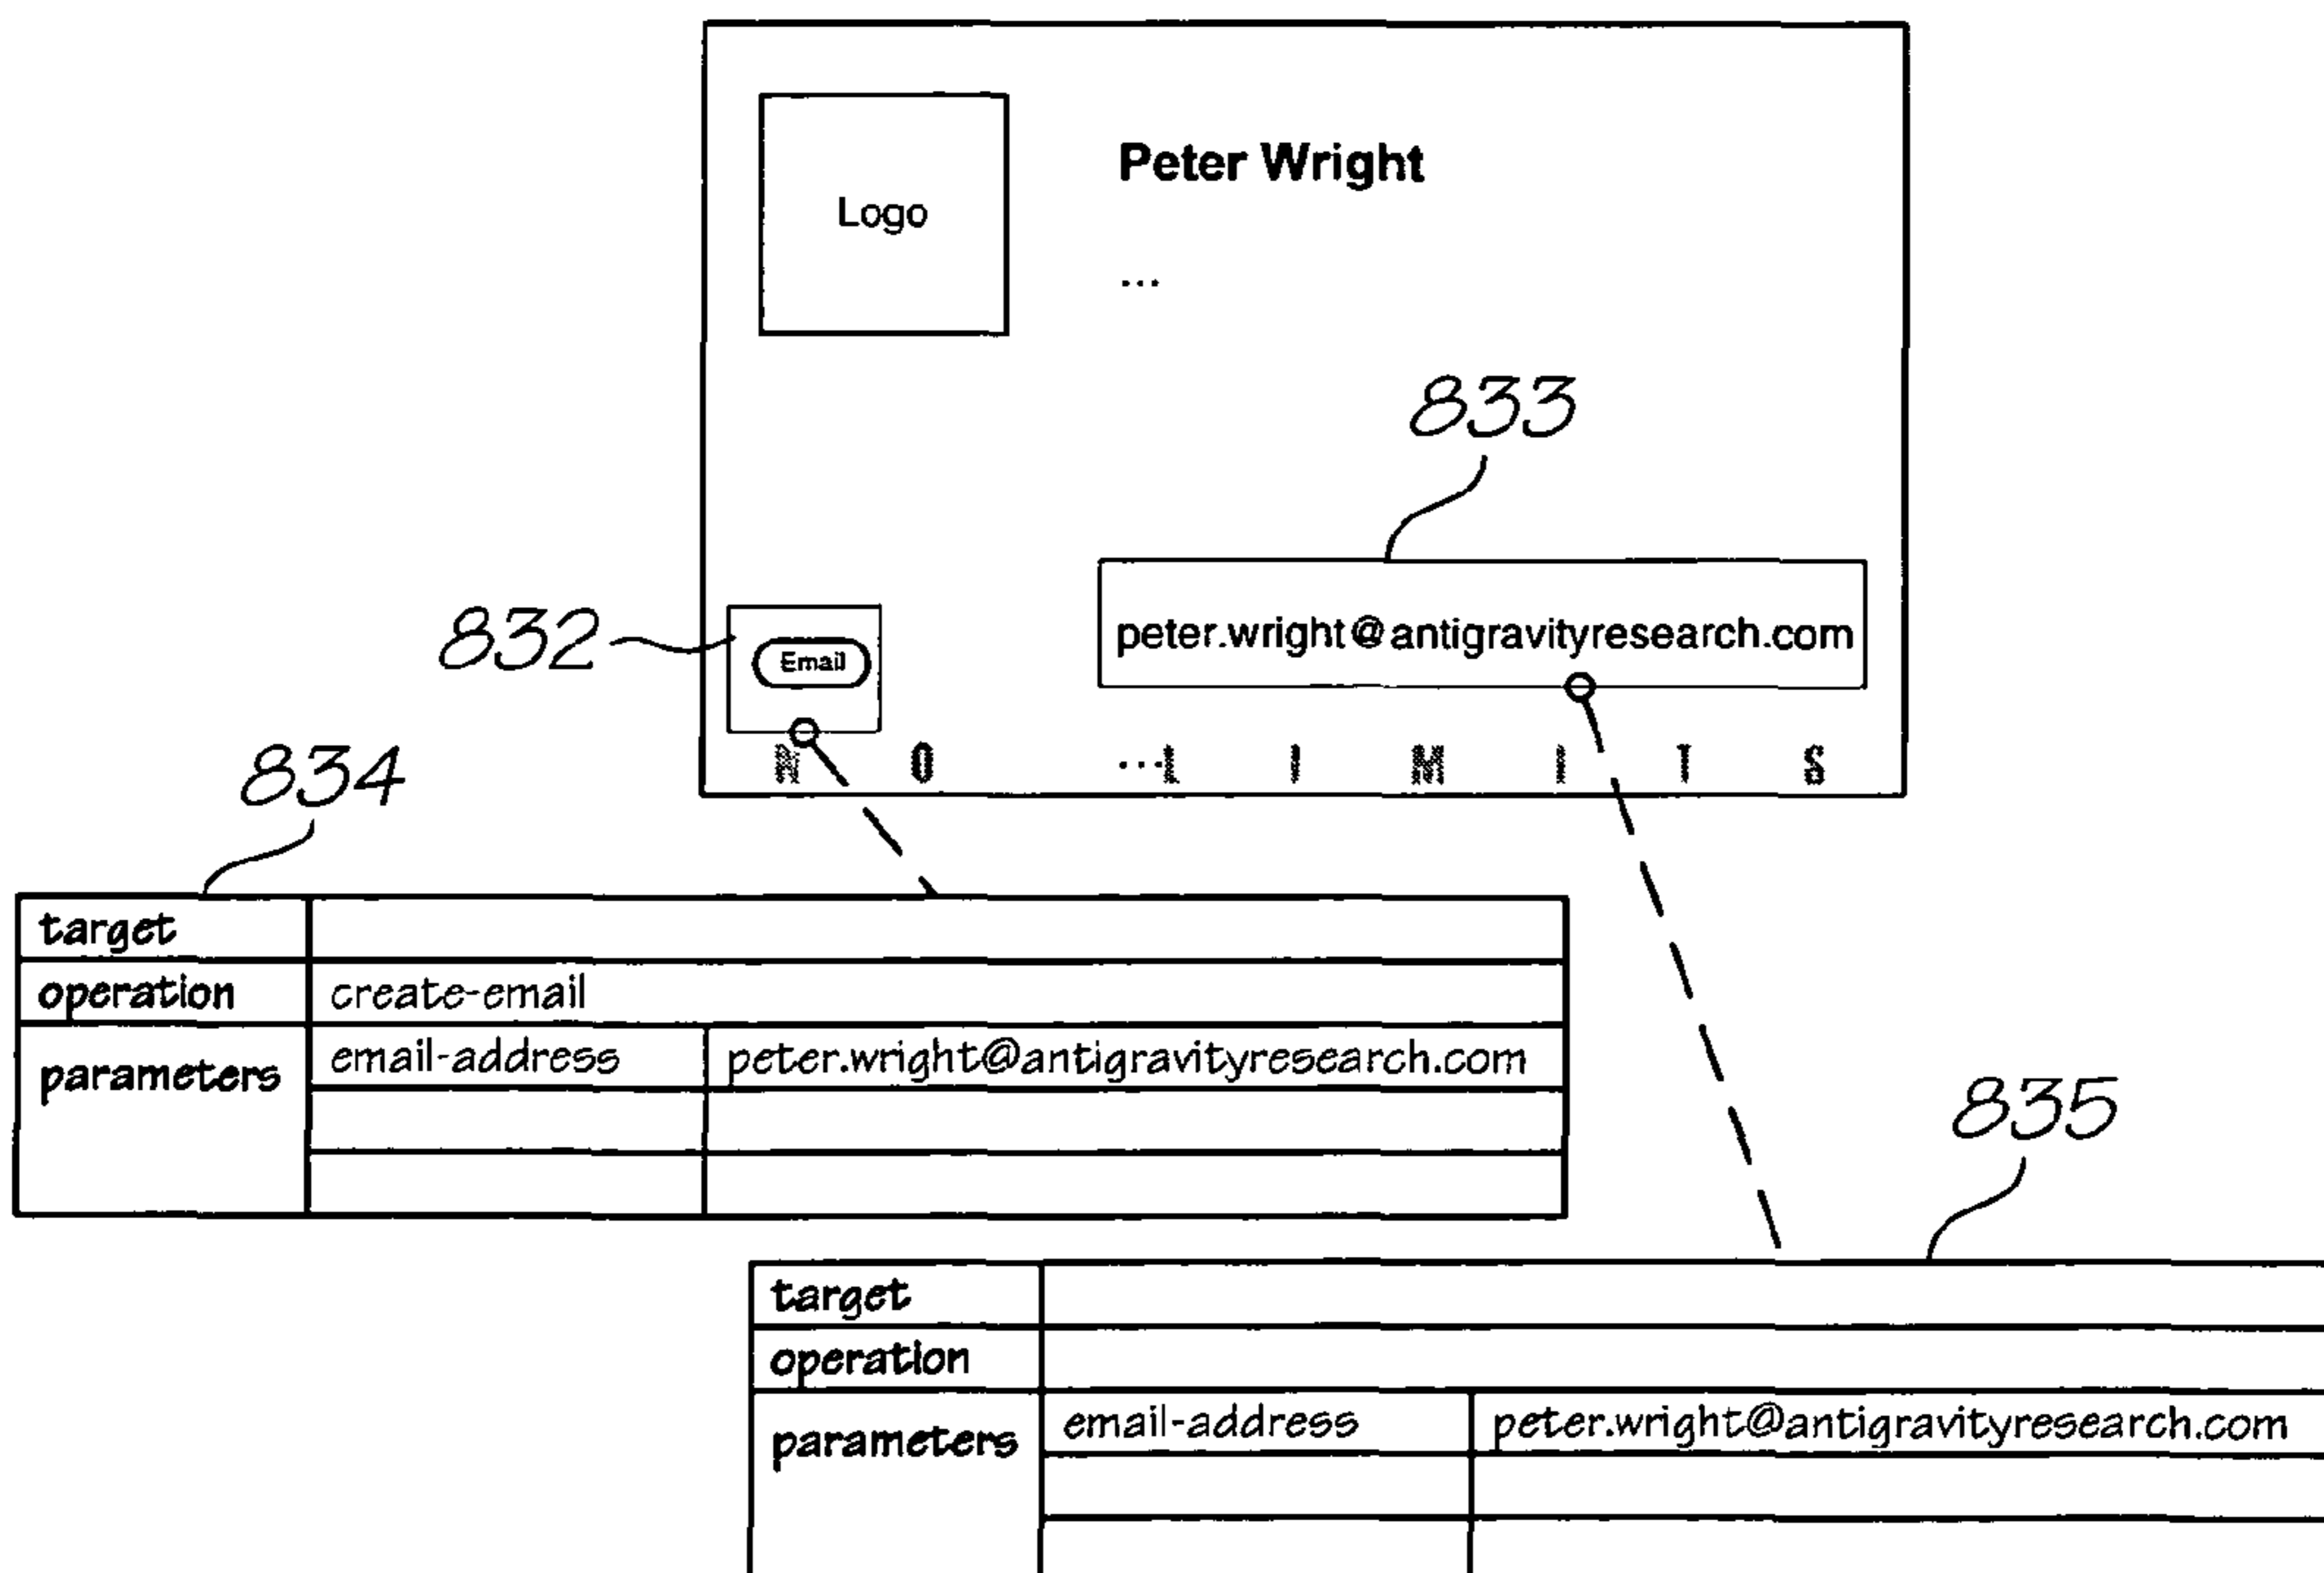 Peter Wright
Logo
...
833
peter.wright@antigravityresearch.com
832
Email
N O ...L I M I T S
834
target
operation create-email
parameters email-address peter.wright@antigravityresearch.com
835
target
operation
parameters email-address peter.wright@antigravityresearch.com